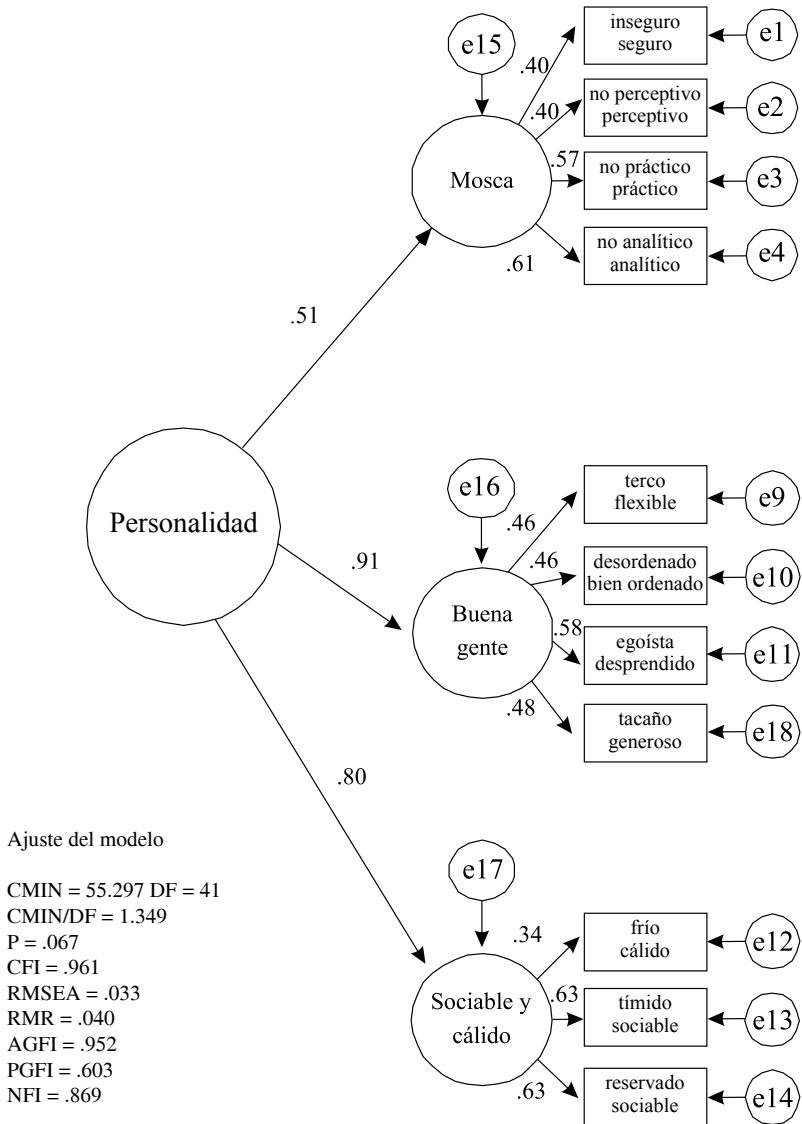 e15
.40
inseguro
seguro
e1
.40
no perceptivo
perceptivo
e2
Mosca
.57
no práctico
práctico
e3
.61
no analítico
analítico
e4
.51
Personalidad
.91
e16
.46
terco
flexible
e9
.46
desordenado
bien ordenado
e10
Buena
gente
.58
egoísta
desprendido
e11
.48
tacaño
generoso
e18
.80
e17
.34
frío
cálido
e12
Sociable y
cálido
.63
tímido
sociable
e13
.63
reservado
sociable
e14
Ajuste del modelo
CMIN = 55.297 DF = 41
CMIN/DF = 1.349
P = .067
CFI = .961
RMSEA = .033
RMR = .040
AGFI = .952
PGFI = .603
NFI = .869